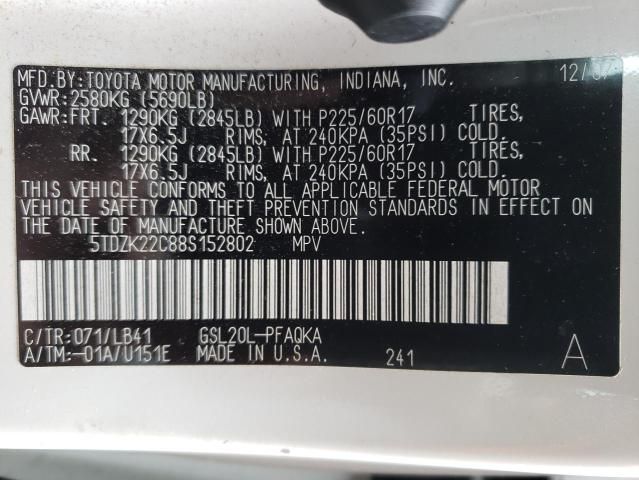 MFD.BY:TOYOTA MOTOR MANUFACTURING, INDIANA, INC. 12/07
GVWR:2580KG (5690LB)
GAWR:FRT. 1290KG (2845LB) WITH P225/60R17 TIRES,
17X6.5J RIMS, AT 240KPA (35PSI) COLD.
RR. 1290KG (2845LB) WITH P225/60R17 TIRES,
17X6.5J RIMS, AT 240KPA (35PSI) COLD.
THIS VEHICLE CONFORMS TO ALL APPLICABLE FEDERAL MOTOR
VEHICLE SAFETY AND THEFT PREVENTION STANDARDS IN EFFECT ON
THE DATE OF MANUFACTURE SHOWN ABOVE.
5TDZK22C88S152802 MPV
C/TR:071/LB41 GSL20L-PFAQKA
A/TM:-01A/U151E MADE IN U.S.A. 241 A